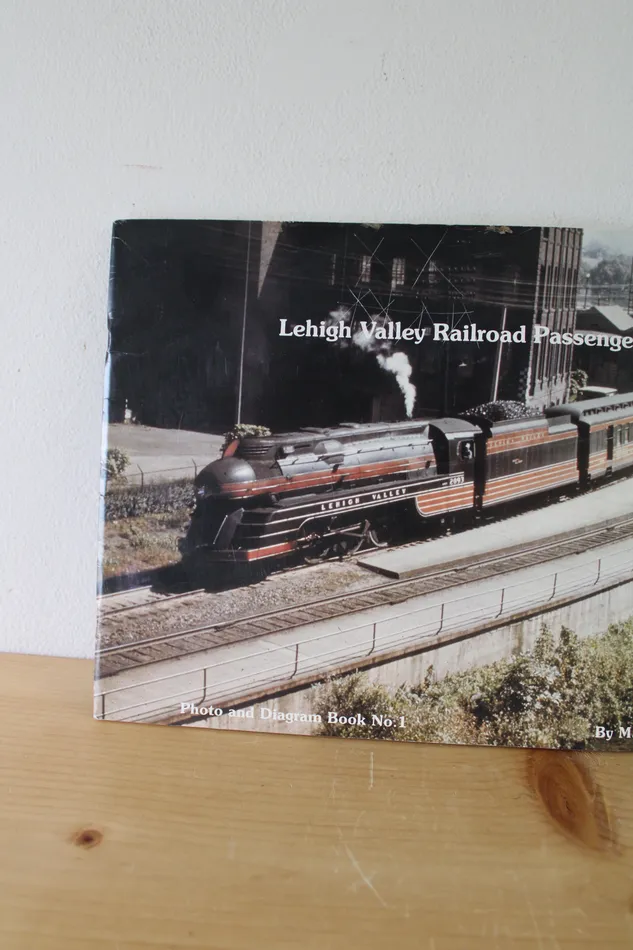 Lehigh Valley Railroad Passenge
LEHIGH VALLEY
Photo and Diagram Book No.1
By M